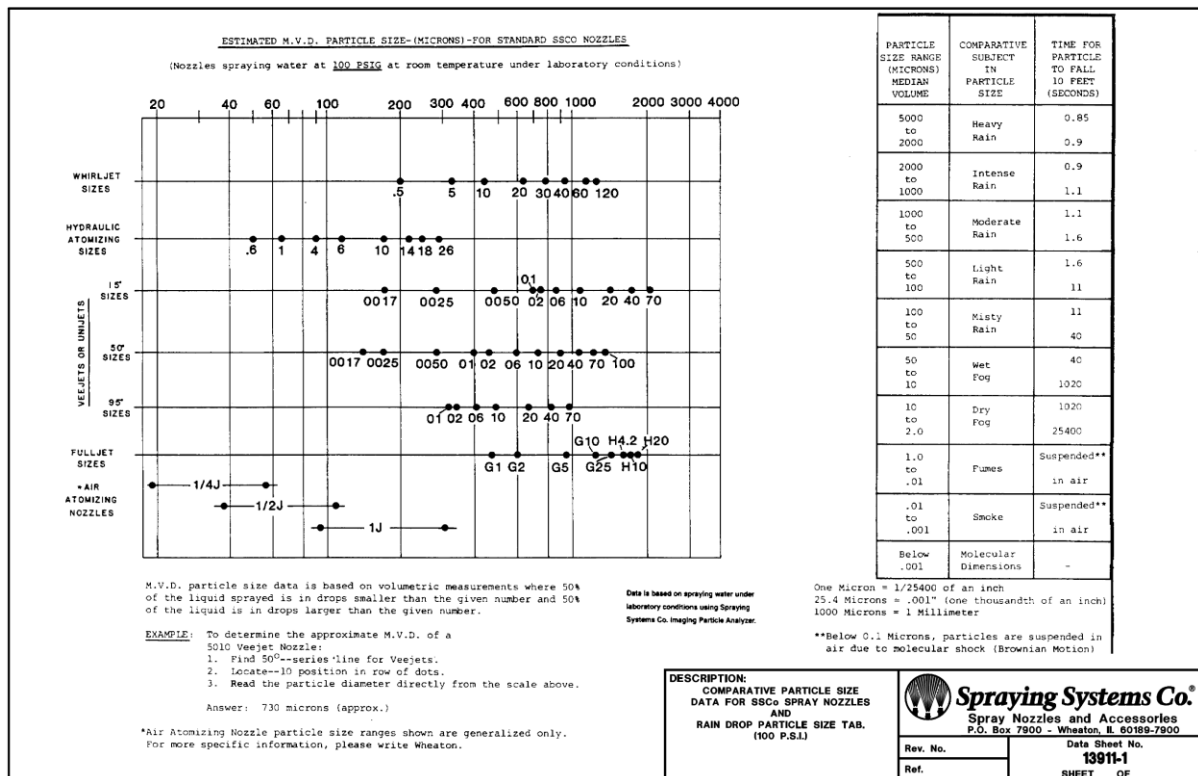 ESTIMATED M.V.D. PARTICLE SIZE-(MICRONS)-FOR STANDARD SSCO NOZZLES
(Nozzles spraying water at 100 PSIG at room temperature under laboratory conditions)
20 40 60 100 200 300 400 600 800 1000 2000 3000 4000
WHIRLJET
SIZES
.5 5 10 20 30 40 60 120
HYDRAULIC
ATOMIZING
SIZES
.6 1 4 6 10 14 18 26
VEEJETS OR UNIJETS
15°
SIZES
01
0017 0025 0050 02 06 10 20 40 70
50°
SIZES
0017 0025 0050 01 02 06 10 20 40 70 100
95°
SIZES
01 02 06 10 20 40 70
FULLJET
SIZES
G10 H4.2 H20
G1 G2 G5 G25 H10
*AIR
ATOMIZING
NOZZLES
1/4J
1/2J
1J
M.V.D. particle size data is based on volumetric measurements where 50%
of the liquid sprayed is in drops smaller than the given number and 50%
of the liquid is in drops larger than the given number.
EXAMPLE: To determine the approximate M.V.D. of a
5010 Veejet Nozzle:
1. Find 50°--series line for Veejets.
2. Locate--10 position in row of dots.
3. Read the particle diameter directly from the scale above.
Answer: 730 microns (approx.)
*Air Atomizing Nozzle particle size ranges shown are generalized only.
For more specific information, please write Wheaton.
Data is based on spraying water under
laboratory conditions using Spraying
Systems Co. Imaging Particle Analyzer.
PARTICLE SIZE RANGE (MICRONS) MEDIAN VOLUME
COMPARATIVE SUBJECT IN PARTICLE SIZE
TIME FOR PARTICLE TO FALL 10 FEET (SECONDS)
5000 to 2000 Heavy Rain 0.85 0.9
2000 to 1000 Intense Rain 0.9 1.1
1000 to 500 Moderate Rain 1.1 1.6
500 to 100 Light Rain 1.6 11
100 to 50 Misty Rain 11 40
50 to 10 Wet Fog 40 1020
10 to 2.0 Dry Fog 1020 25400
1.0 to .01 Fumes Suspended** in air
.01 to .001 Smoke Suspended** in air
Below .001 Molecular Dimensions -
One Micron = 1/25400 of an inch
25.4 Microns = .001" (one thousandth of an inch)
1000 Microns = 1 Millimeter
**Below 0.1 Microns, particles are suspended in
air due to molecular shock (Brownian Motion)
DESCRIPTION:
COMPARATIVE PARTICLE SIZE
DATA FOR SSCo SPRAY NOZZLES
AND
RAIN DROP PARTICLE SIZE TAB.
(100 P.S.I.)
Spraying Systems Co.®
Spray Nozzles and Accessories
P.O. Box 7900 - Wheaton, IL 60189-7900
Rev. No.
Ref.
Data Sheet No.
13911-1
SHEET OF